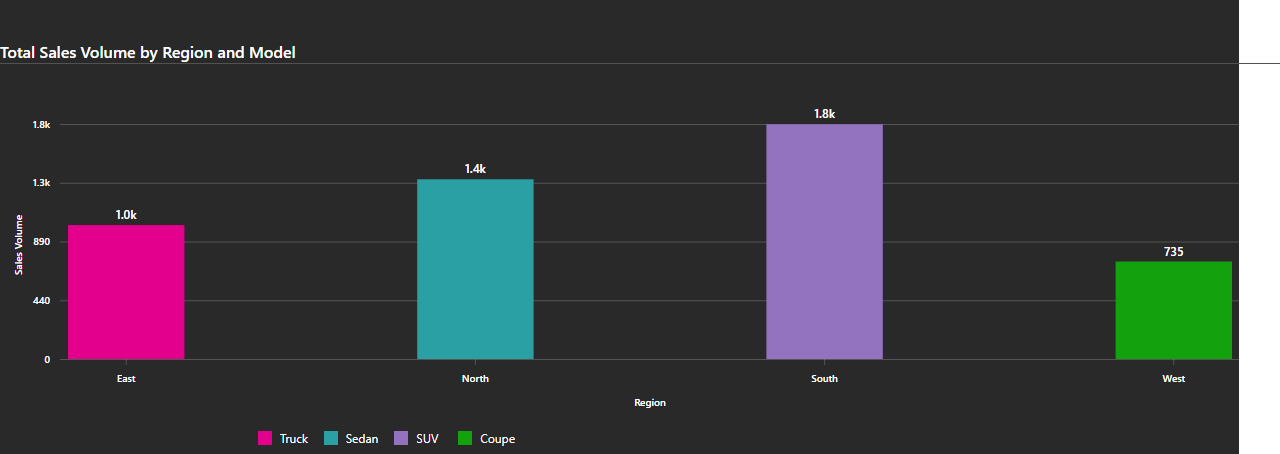 Total Sales Volume by Region and Model
1.8k
1.3k
890
440
0
Sales Volume
1.0k
1.4k
1.8k
735
East North South West
Region
Truck Sedan SUV Coupe